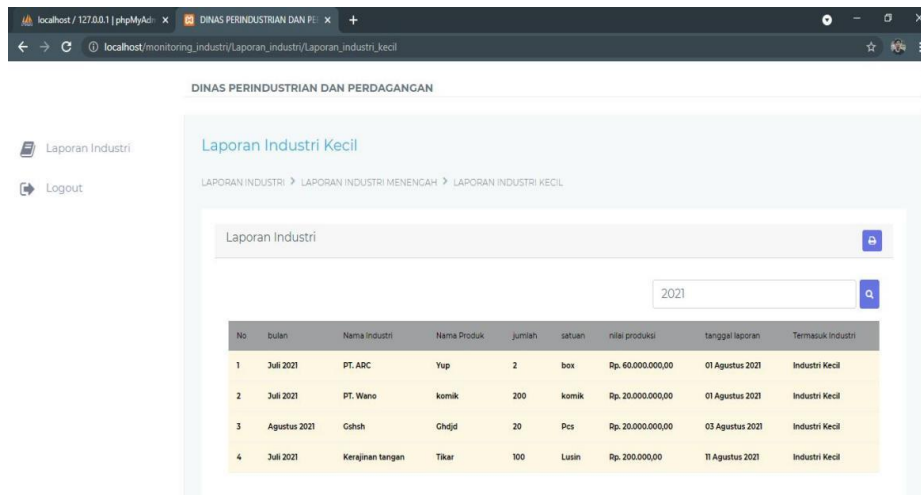 localhost / 127.0.0.1 | phpMyAdn
DINAS PERINDUSTRIAN DAN PE
localhost/monitoring_industri/Laporan_industri/Laporan_industri_kecil
DINAS PERINDUSTRIAN DAN PERDAGANGAN
Laporan Industri
Logout
Laporan Industri Kecil
LAPORAN INDUSTRI > LAPORAN INDUSTRI MENENGAH > LAPORAN INDUSTRI KECIL
Laporan Industri
2021
No bulan Nama Industri Nama Produk jumlah satuan nilai produksi tanggal laporan Termasuk Industri
1 Juli 2021 PT. ARC Yup 2 box Rp. 60.000.000,00 01 Agustus 2021 Industri Kecil
2 Juli 2021 PT. Wano komik 200 komik Rp. 20.000.000,00 01 Agustus 2021 Industri Kecil
3 Agustus 2021 Gshsh Ghdjd 20 Pcs Rp. 20.000.000,00 03 Agustus 2021 Industri Kecil
4 Juli 2021 Kerajinan tangan Tikar 100 Lusin Rp. 200.000,00 11 Agustus 2021 Industri Kecil